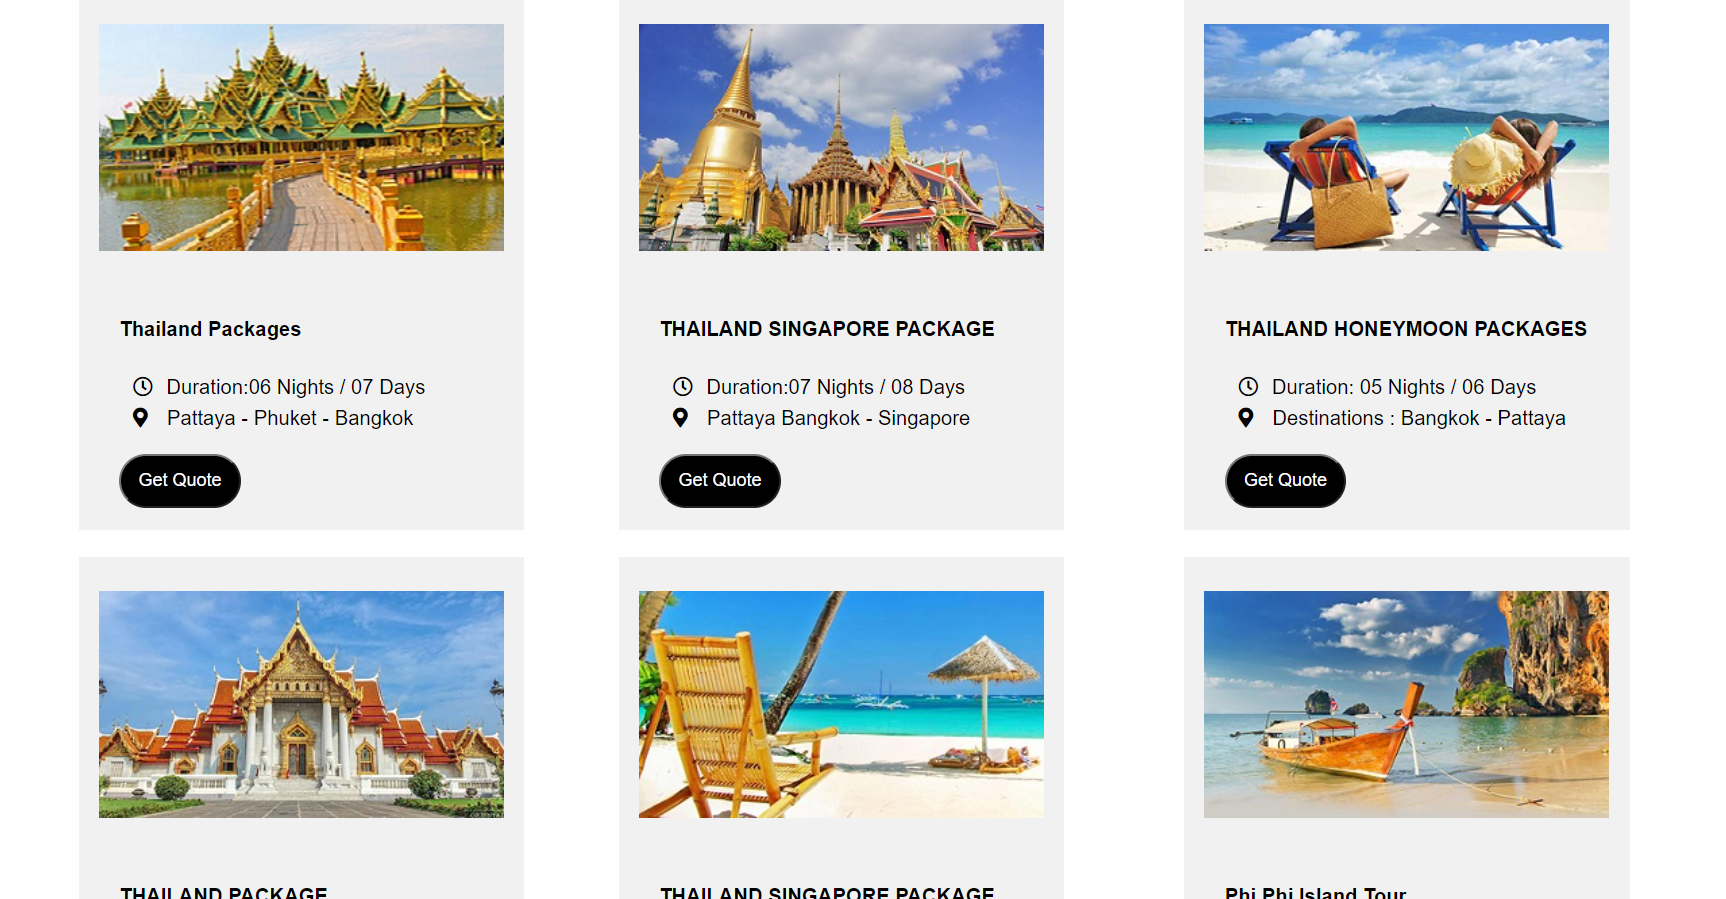 Thailand Packages
Duration:06 Nights / 07 Days
Pattaya - Phuket - Bangkok
Get Quote
THAILAND SINGAPORE PACKAGE
Duration:07 Nights / 08 Days
Pattaya Bangkok - Singapore
Get Quote
THAILAND HONEYMOON PACKAGES
Duration: 05 Nights / 06 Days
Destinations : Bangkok - Pattaya
Get Quote
THAILAND PACKAGE
THAILAND SINGAPORE PACKAGE
Phi Phi Island Tour